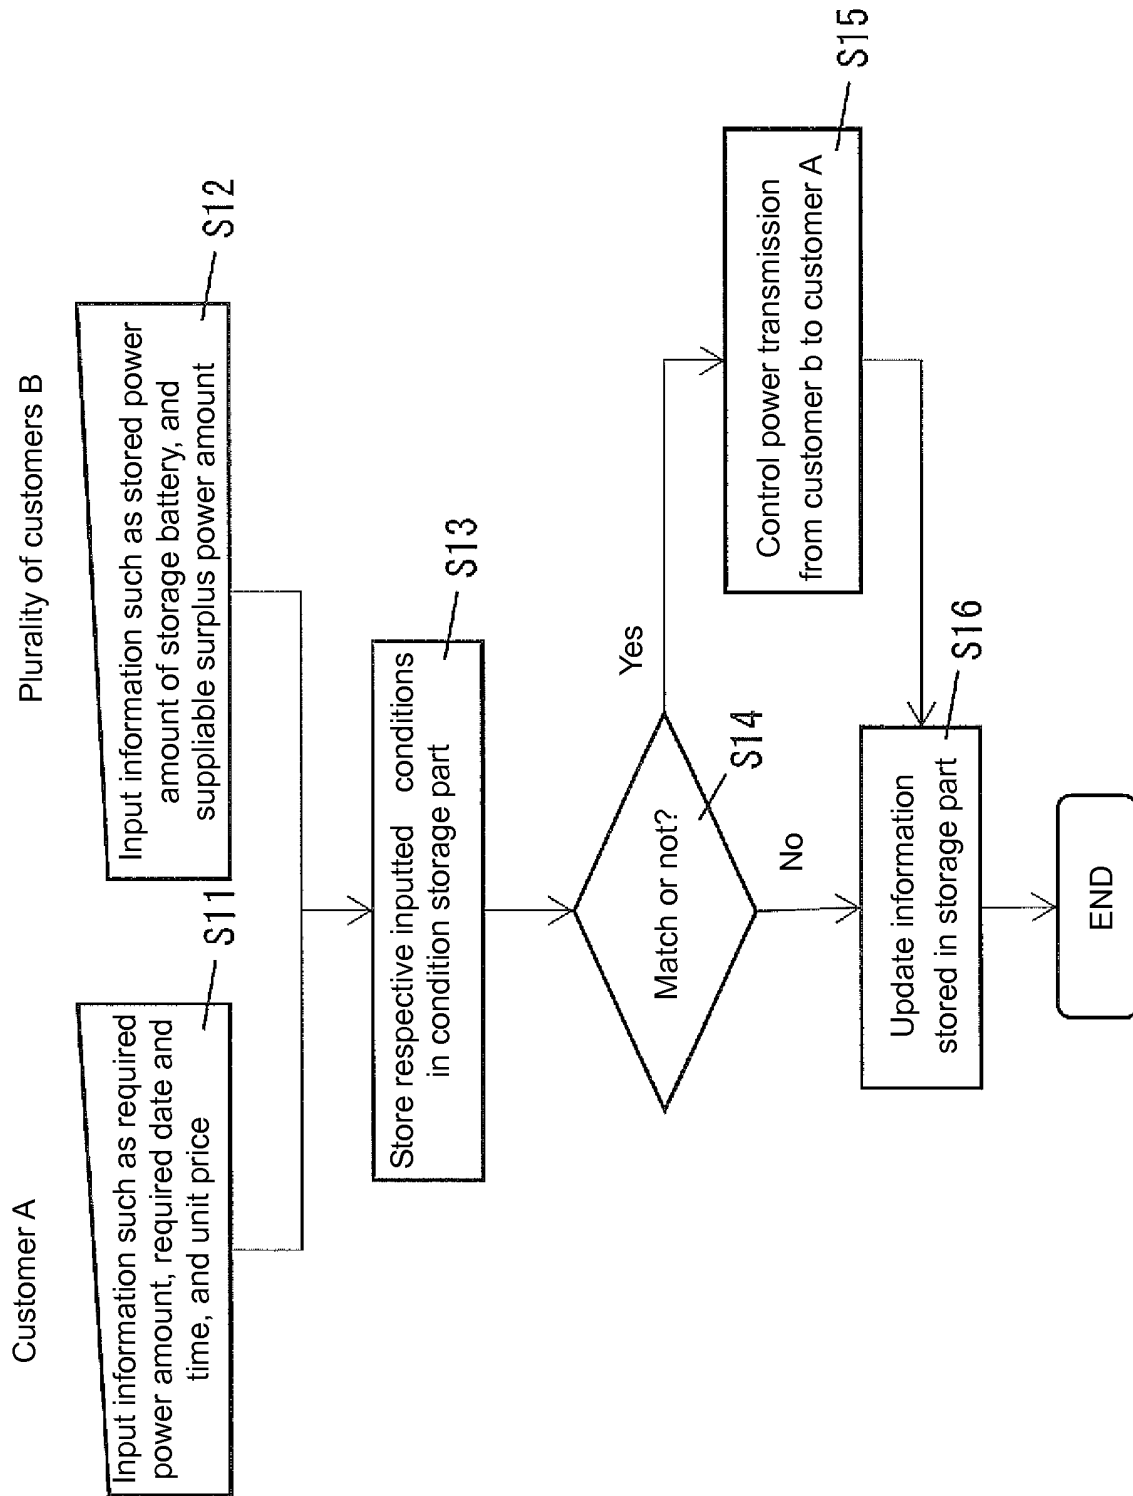 Customer A
Plurality of customers B
Input information such as required
power amount, required date and
time, and unit price
S11
Input information such as stored power
amount of storage battery, and
suppliable surplus power amount
S12
Store respective inputted conditions
in condition storage part
S13
Match or not?
S14
Yes
No
Control power transmission
from customer b to customer A
S15
Update information
stored in storage part
S16
END